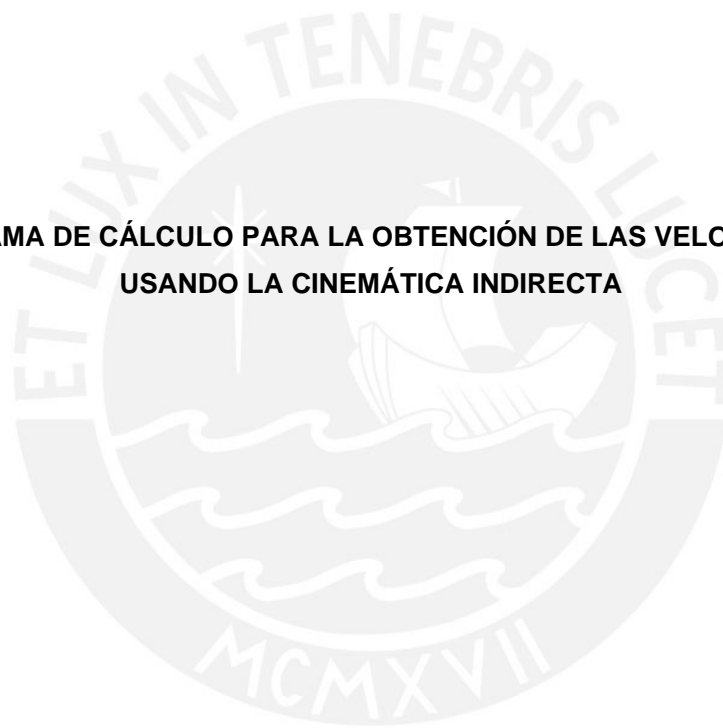 AMA DE CÁLCULO PARA LA OBTENCIÓN DE LAS VELO
USANDO LA CINEMÁTICA INDIRECTA
ET LUX IN TENEBRIS LUCET
MCMXVII